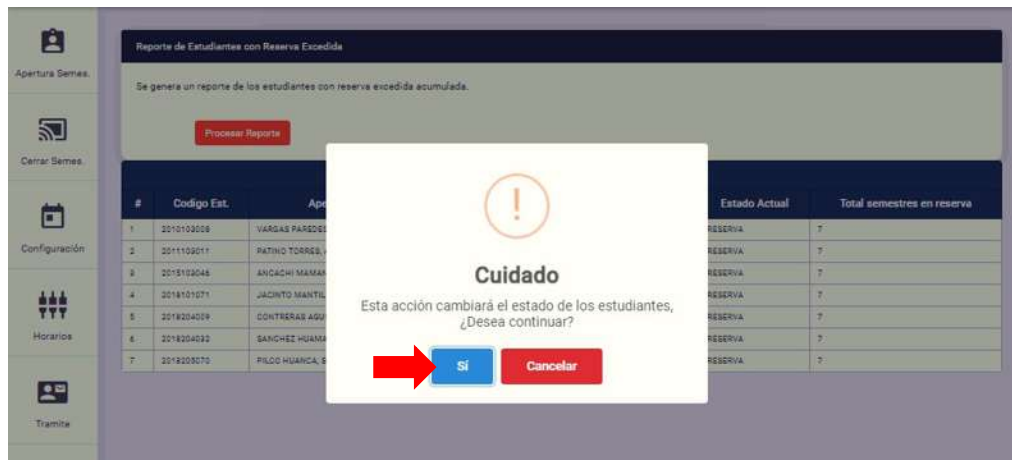 Apertura Semes.
Cerrar Semes.
Configuración
Horarios
Tramite
Reporte de Estudiantes con Reserva Excedida
Se genera un reporte de los estudiantes con reserva excedida acumulada.
Procesar Reporte
# Codigo Est. Ape Estado Actual Total semestres en reserva
1 2010103008 VARGAS PAREDES RESERVA 7
2 2011103011 PATINO TORRES, RESERVA 7
3 2015103046 ANCACHI MAMAN RESERVA 7
4 2018101071 JACINTO MANTIL RESERVA 7
5 2018204009 CONTRERAS AGU RESERVA 7
6 2018204032 SANCHEZ HUAMA RESERVA 7
7 2018205070 PILCO HUANCA, S RESERVA 7
Cuidado
Esta acción cambiará el estado de los estudiantes,
¿Desea continuar?
Sí Cancelar